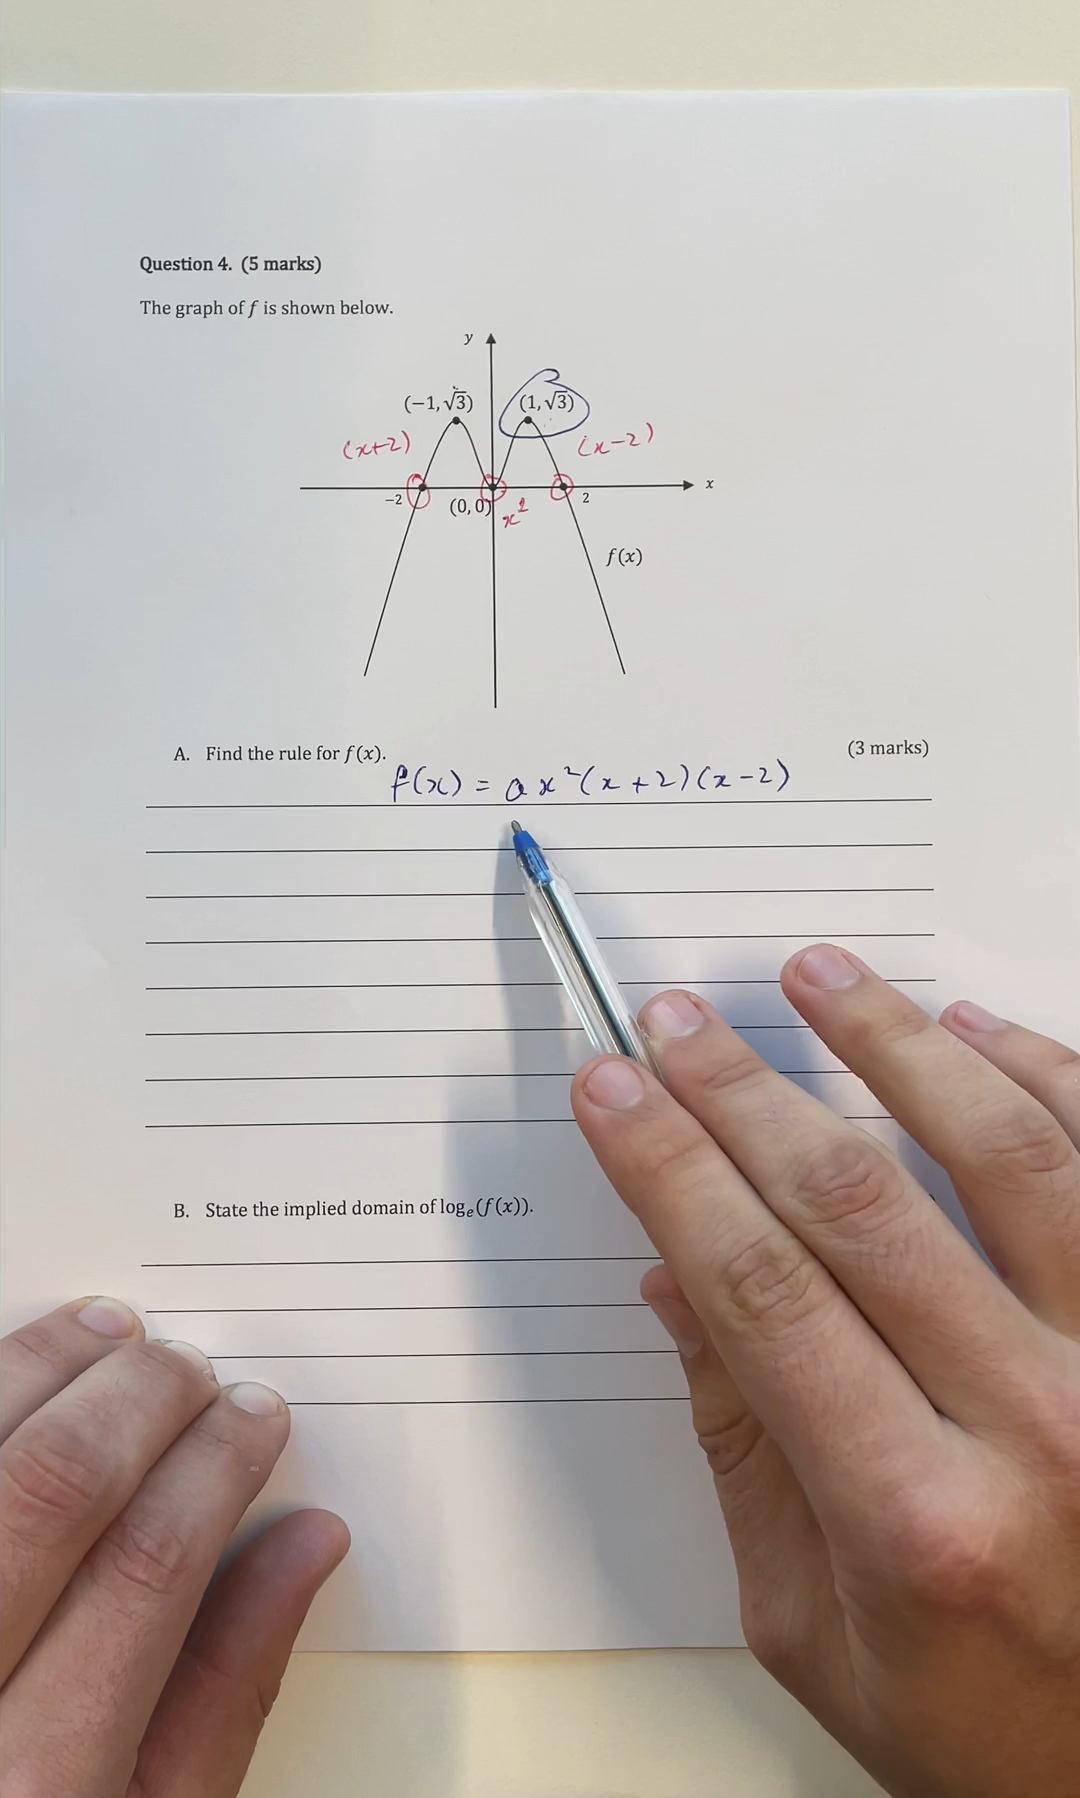 Question 4. (5 marks)
The graph of f is shown below.
y
(−1, √3)
(1, √3)
(x+2)
(x−2)
x
−2
(0, 0)
x²
2
f(x)
A. Find the rule for f(x).
(3 marks)
f(x) = a x²(x+2)(x−2)
B. State the implied domain of logₑ(f(x)).